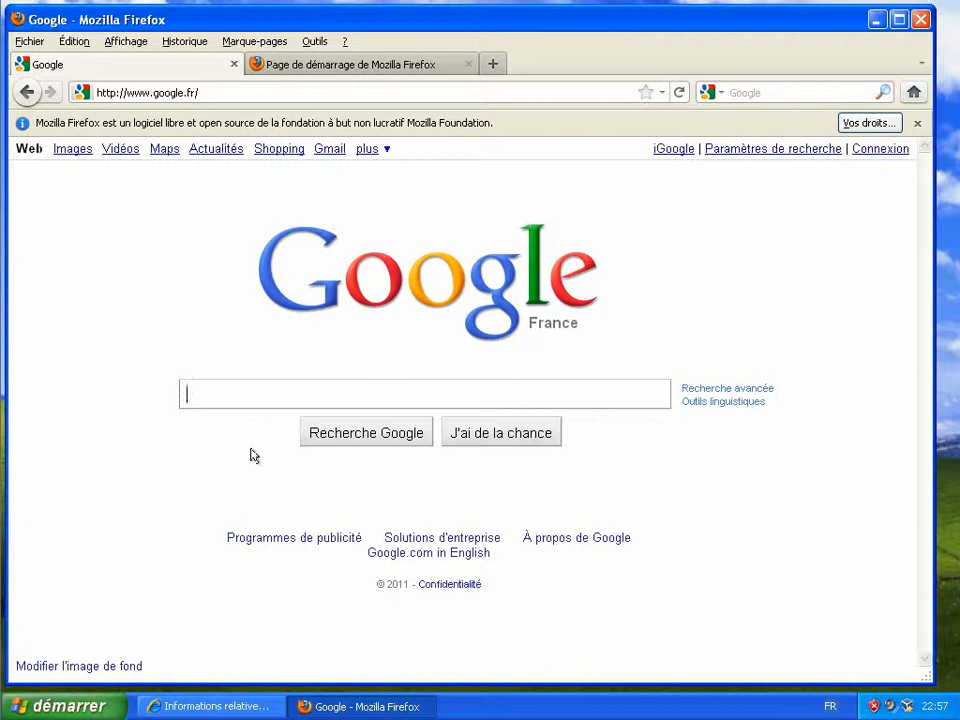 Google - Mozilla Firefox
Fichier Édition Affichage Historique Marque-pages Outils ?
Google Page de démarrage de Mozilla Firefox
http://www.google.fr/ Google
Mozilla Firefox est un logiciel libre et open source de la fondation à but non lucratif Mozilla Foundation. Vos droits...
Web Images Vidéos Maps Actualités Shopping Gmail plus ▼ iGoogle | Paramètres de recherche | Connexion
Google
France
Recherche avancée
Outils linguistiques
Recherche Google J'ai de la chance
Programmes de publicité Solutions d'entreprise À propos de Google
Google.com in English
© 2011 - Confidentialité
Modifier l'image de fond
démarrer Informations relative... Google - Mozilla Firefox FR 22:57